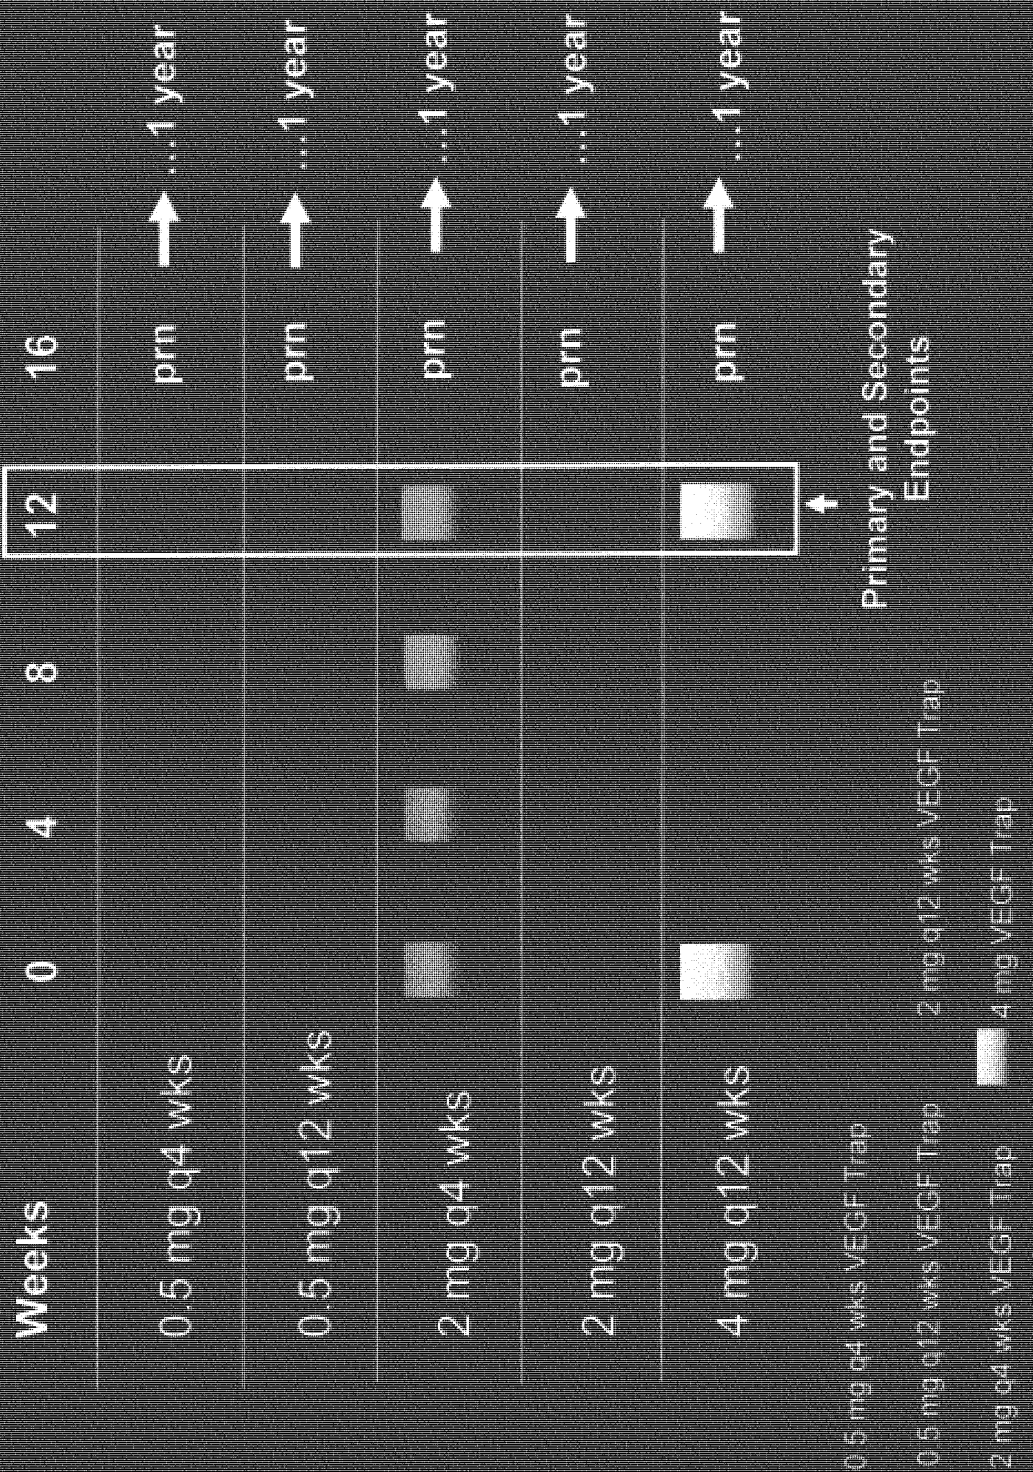 Weeks 0 4 8 12 16
0.5 mg q4 wks prn ...1 year
0.5 mg q12 wks prn ...1 year
2 mg q4 wks prn ...1 year
2 mg q12 wks prn ...1 year
4 mg q12 wks prn ...1 year
Primary and Secondary
Endpoints
0.5 mg q4 wks VEGF Trap
0.5 mg q12 wks VEGF Trap 2 mg q12 wks VEGF Trap
2 mg q4 wks VEGF Trap 4 mg VEGF Trap